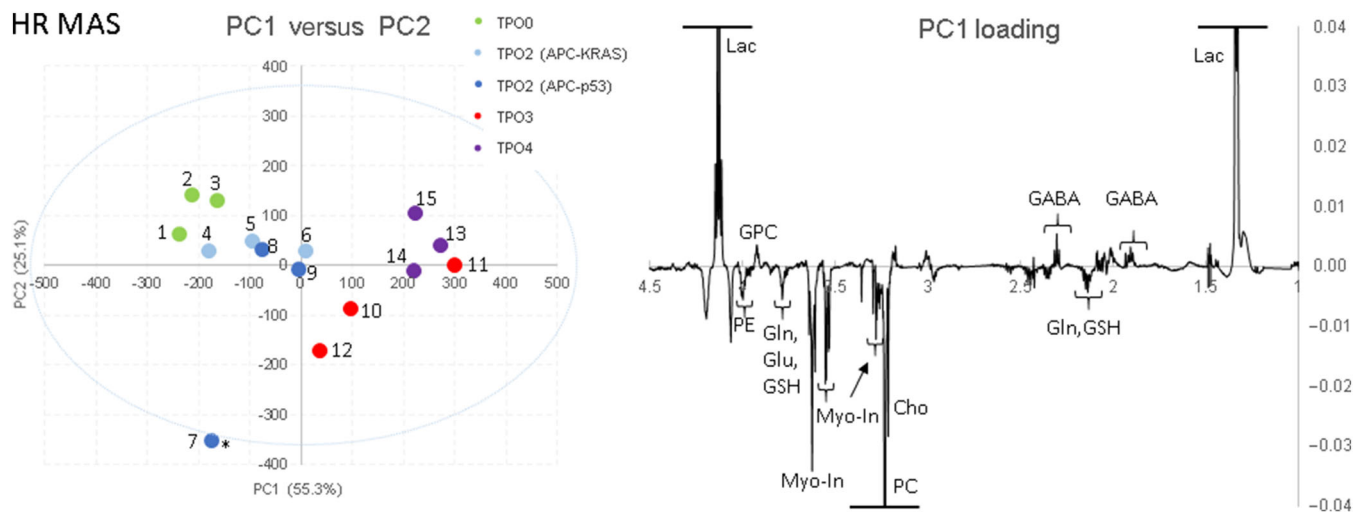 HR MAS
PC1 versus PC2
TPO0
TPO2 (APC-KRAS)
TPO2 (APC-p53)
TPO3
TPO4
400
300
200
100
0
-100
-200
-300
-400
-500 -400 -300 -200 -100 0 100 200 300 400 500
PC2 (25.1%)
PC1 (55.3%)
1
2
3
4
5
6
7
*
8
9
10
11
12
13
14
15
PC1 loading
Lac
Lac
GABA
GABA
GPC
PE
Gln,
Glu,
GSH
Myo-In
Myo-In
Cho
PC
Gln,GSH
4.5 3 2.5 2 1.5 1
0.04
0.03
0.02
0.01
0.00
−0.01
−0.02
−0.03
−0.04